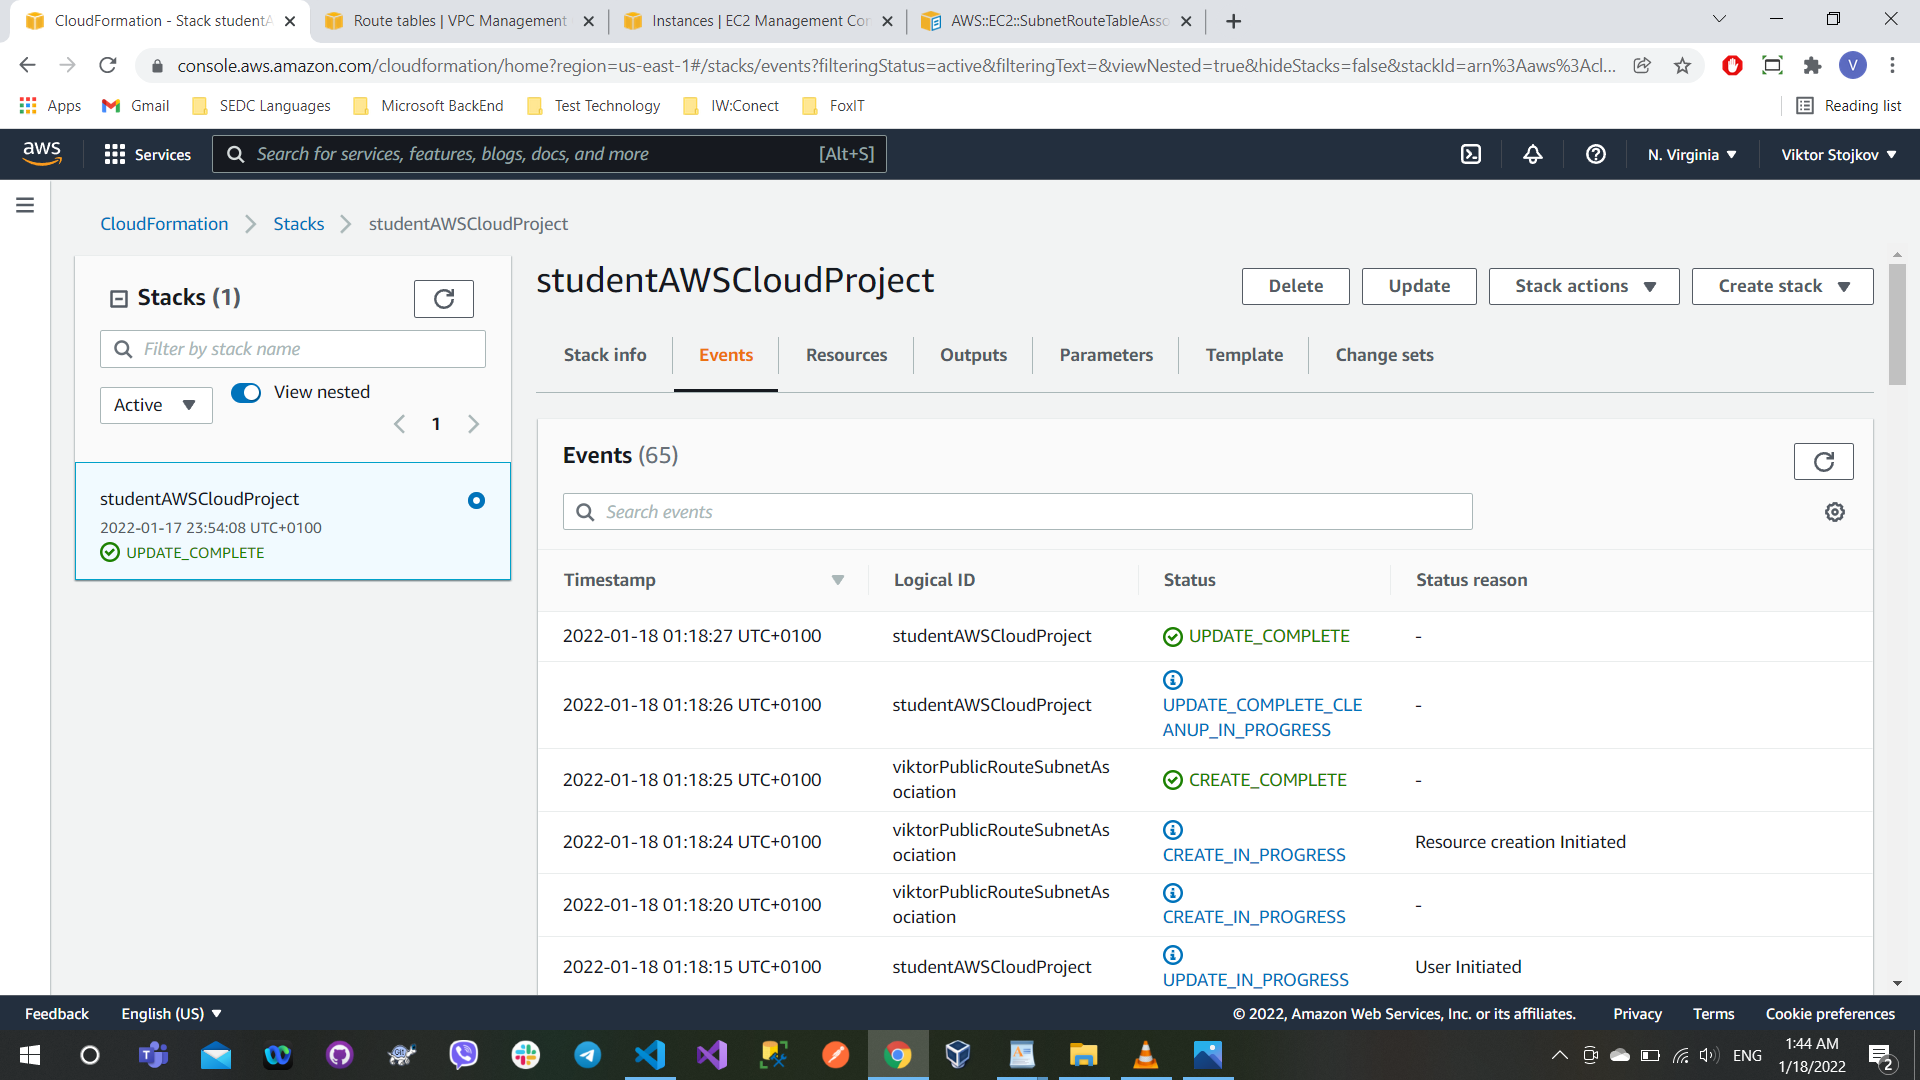 CloudFormation - Stack studentA
Route tables | VPC Management
Instances | EC2 Management Con
AWS::EC2::SubnetRouteTableAsso
console.aws.amazon.com/cloudformation/home?region=us-east-1#/stacks/events?filteringStatus=active&filteringText=&viewNested=true&hideStacks=false&stackId=arn%3Aaws%3Acl...
V
Apps
Gmail
SEDC Languages
Microsoft BackEnd
Test Technology
IW:Conect
FoxIT
Reading list
aws
Services
Search for services, features, blogs, docs, and more
[Alt+S]
N. Virginia
Viktor Stojkov
CloudFormation
Stacks
studentAWSCloudProject
Stacks (1)
Filter by stack name
Active
View nested
1
studentAWSCloudProject
2022-01-17 23:54:08 UTC+0100
UPDATE_COMPLETE
studentAWSCloudProject
Delete
Update
Stack actions
Create stack
Stack info
Events
Resources
Outputs
Parameters
Template
Change sets
Events (65)
Search events
Timestamp
Logical ID
Status
Status reason
2022-01-18 01:18:27 UTC+0100
studentAWSCloudProject
UPDATE_COMPLETE
-
2022-01-18 01:18:26 UTC+0100
studentAWSCloudProject
UPDATE_COMPLETE_CLE
ANUP_IN_PROGRESS
-
2022-01-18 01:18:25 UTC+0100
viktorPublicRouteSubnetAs
ociation
CREATE_COMPLETE
-
2022-01-18 01:18:24 UTC+0100
viktorPublicRouteSubnetAs
ociation
CREATE_IN_PROGRESS
Resource creation Initiated
2022-01-18 01:18:20 UTC+0100
viktorPublicRouteSubnetAs
ociation
CREATE_IN_PROGRESS
-
2022-01-18 01:18:15 UTC+0100
studentAWSCloudProject
UPDATE_IN_PROGRESS
User Initiated
Feedback
English (US)
© 2022, Amazon Web Services, Inc. or its affiliates.
Privacy
Terms
Cookie preferences
ENG
1:44 AM
1/18/2022
2